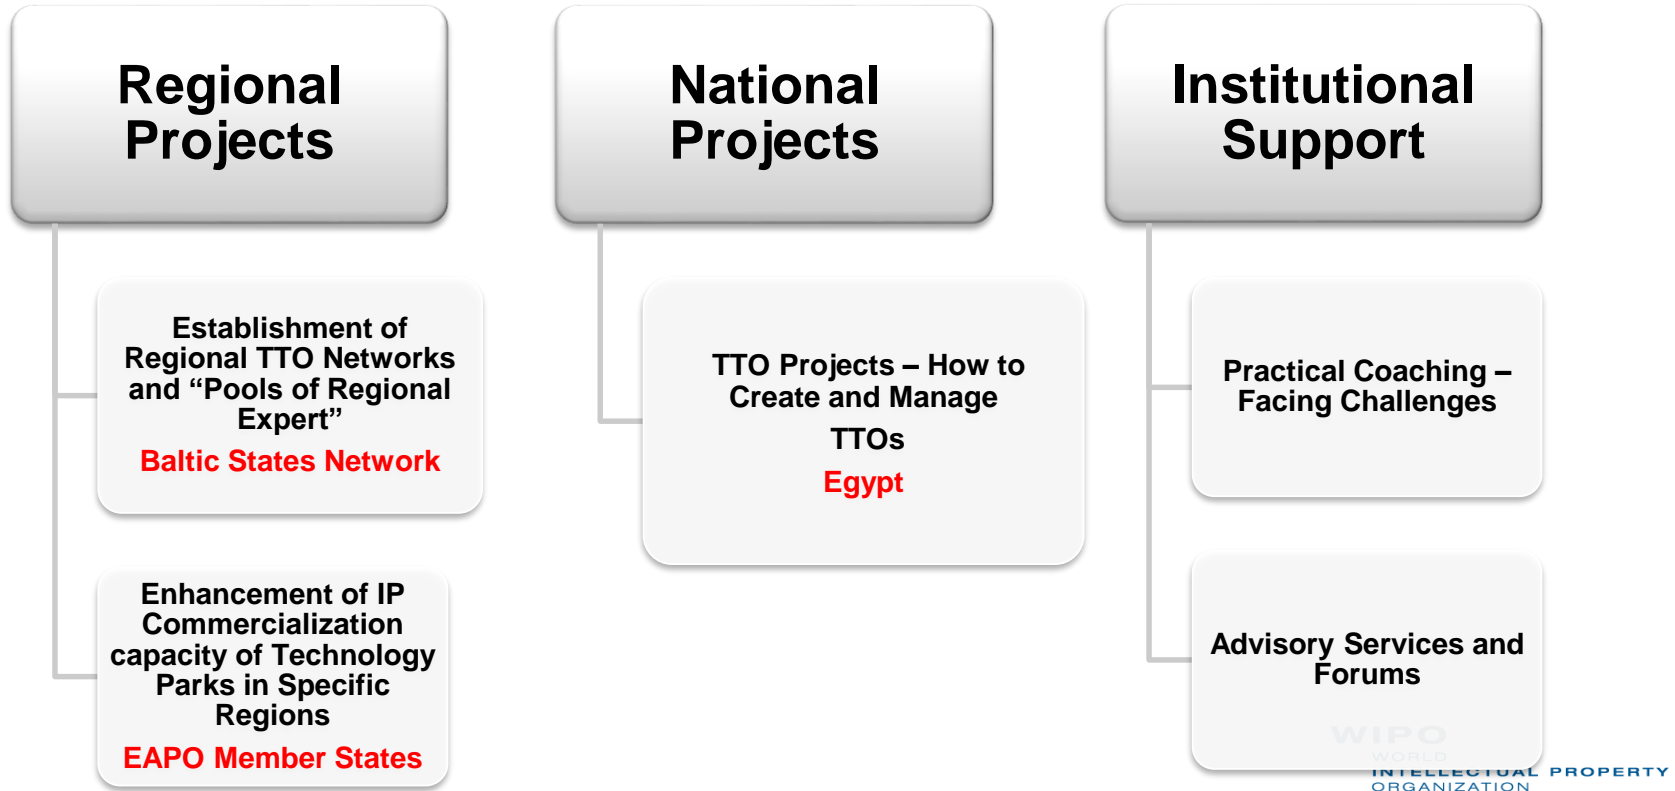 Regional
Projects
Establishment of
Regional TTO Networks
and “Pools of Regional
Expert”
Baltic States Network
Enhancement of IP
Commercialization
capacity of Technology
Parks in Specific
Regions
EAPO Member States
National
Projects
TTO Projects – How to
Create and Manage
TTOs
Egypt
Institutional
Support
Practical Coaching –
Facing Challenges
Advisory Services and
Forums
WIPO
WORLD
INTELLECTUAL PROPERTY
ORGANIZATION